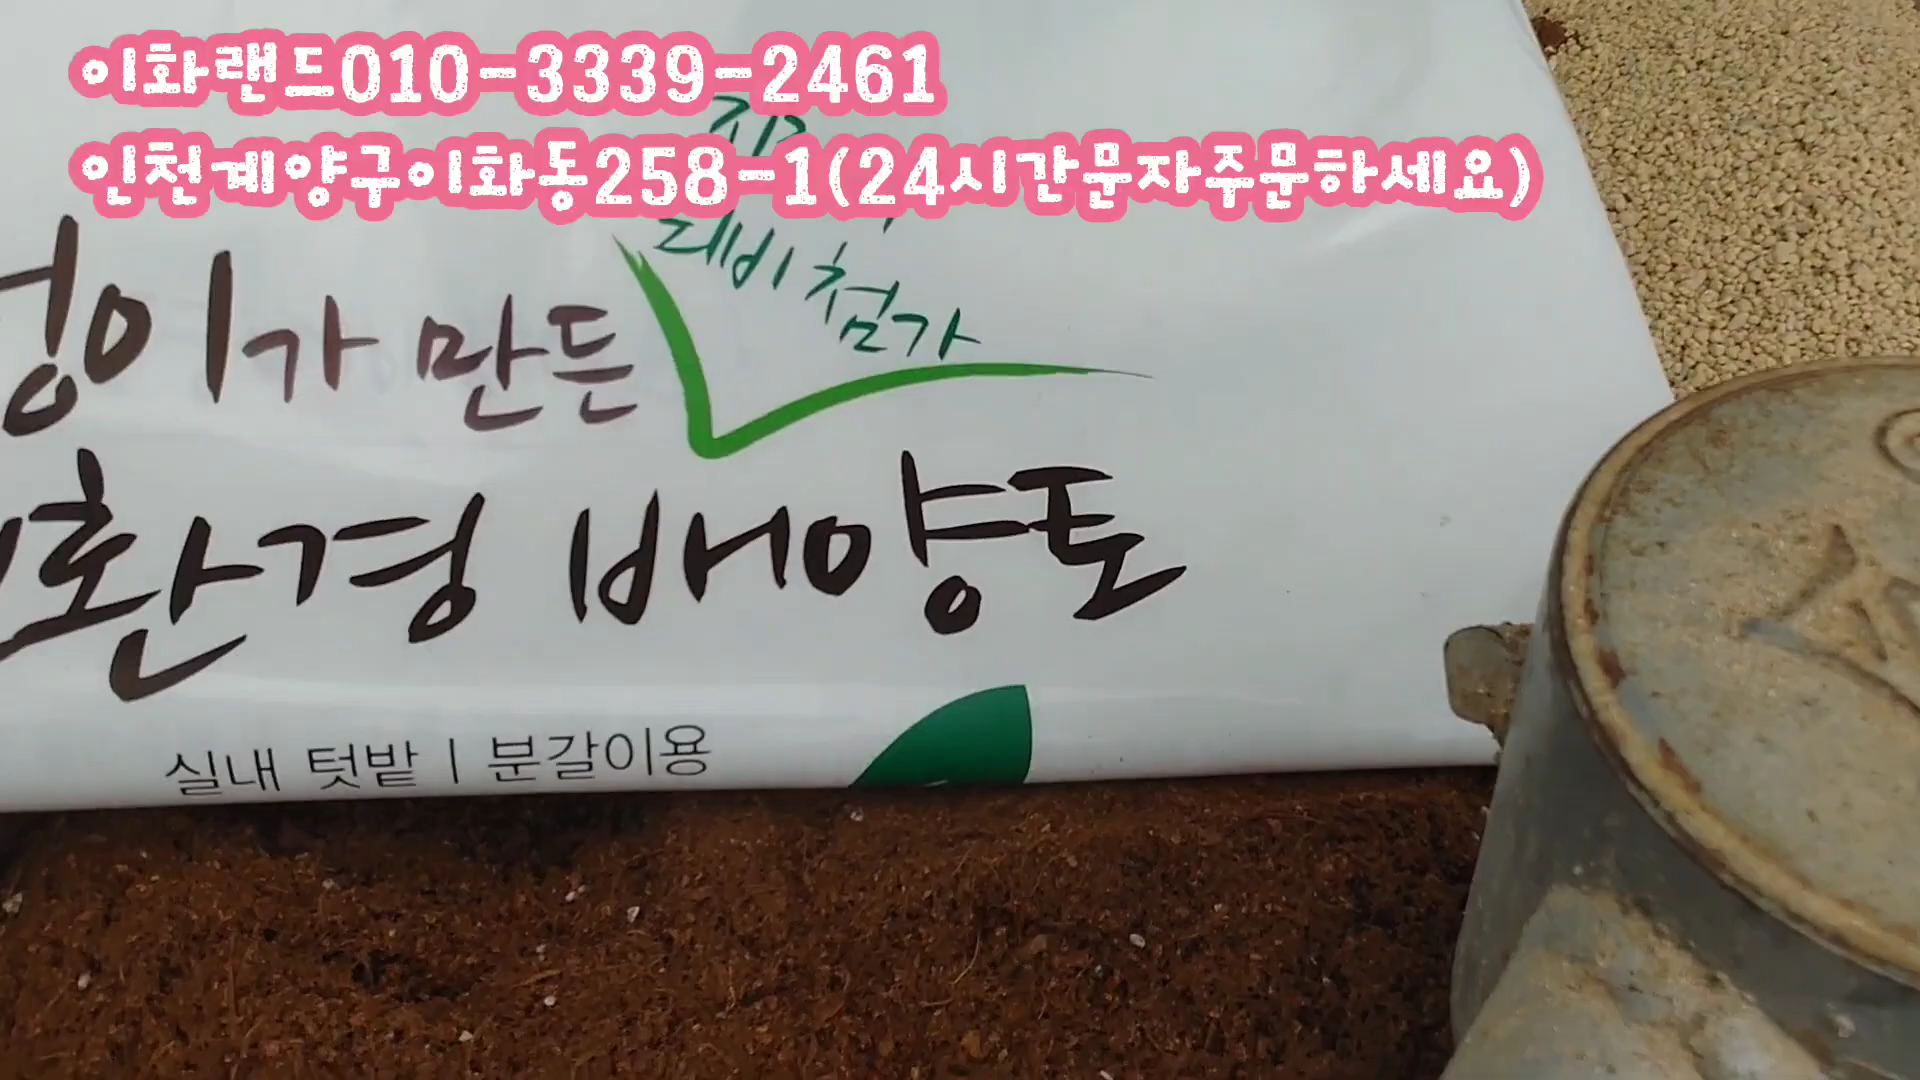 이화랜드010-3339-2461
인천계양구이화동258-1(24시간문자주문하세요)
퇴비 첨가
이가 만든
환경 배양토
실내 텃밭 | 분갈이용